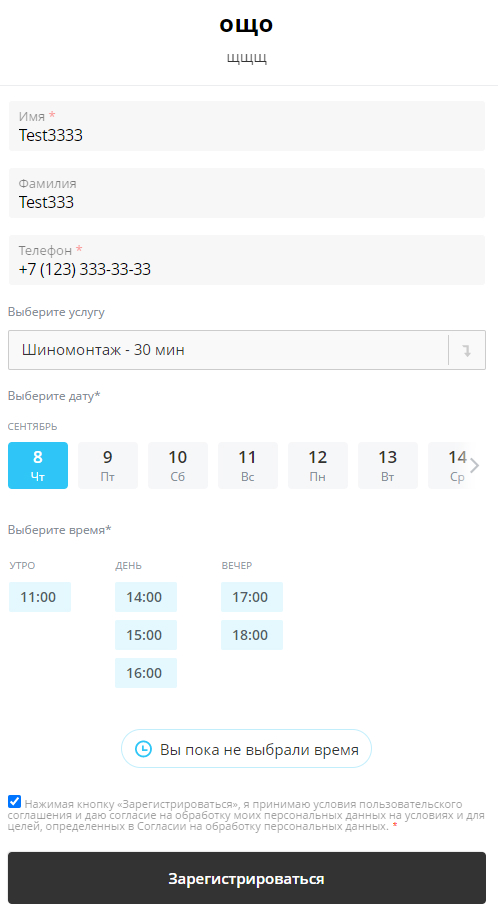 ощо
щщщ
Имя *
Test3333
Фамилия
Test333
Телефон *
+7 (123) 333-33-33
Выберите услугу
Шиномонтаж - 30 мин
Выберите дату*
СЕНТЯБРЬ
8 9 10 11 12 13 14
Чт Пт Сб Вс Пн Вт Ср
Выберите время*
УТРО ДЕНЬ ВЕЧЕР
11:00 14:00 17:00
15:00 18:00
16:00
Вы пока не выбрали время
Нажимая кнопку «Зарегистрироваться», я принимаю условия пользовательского
соглашения и даю согласие на обработку моих персональных данных на условиях и для
целей, определенных в Согласии на обработку персональных данных. *
Зарегистрироваться